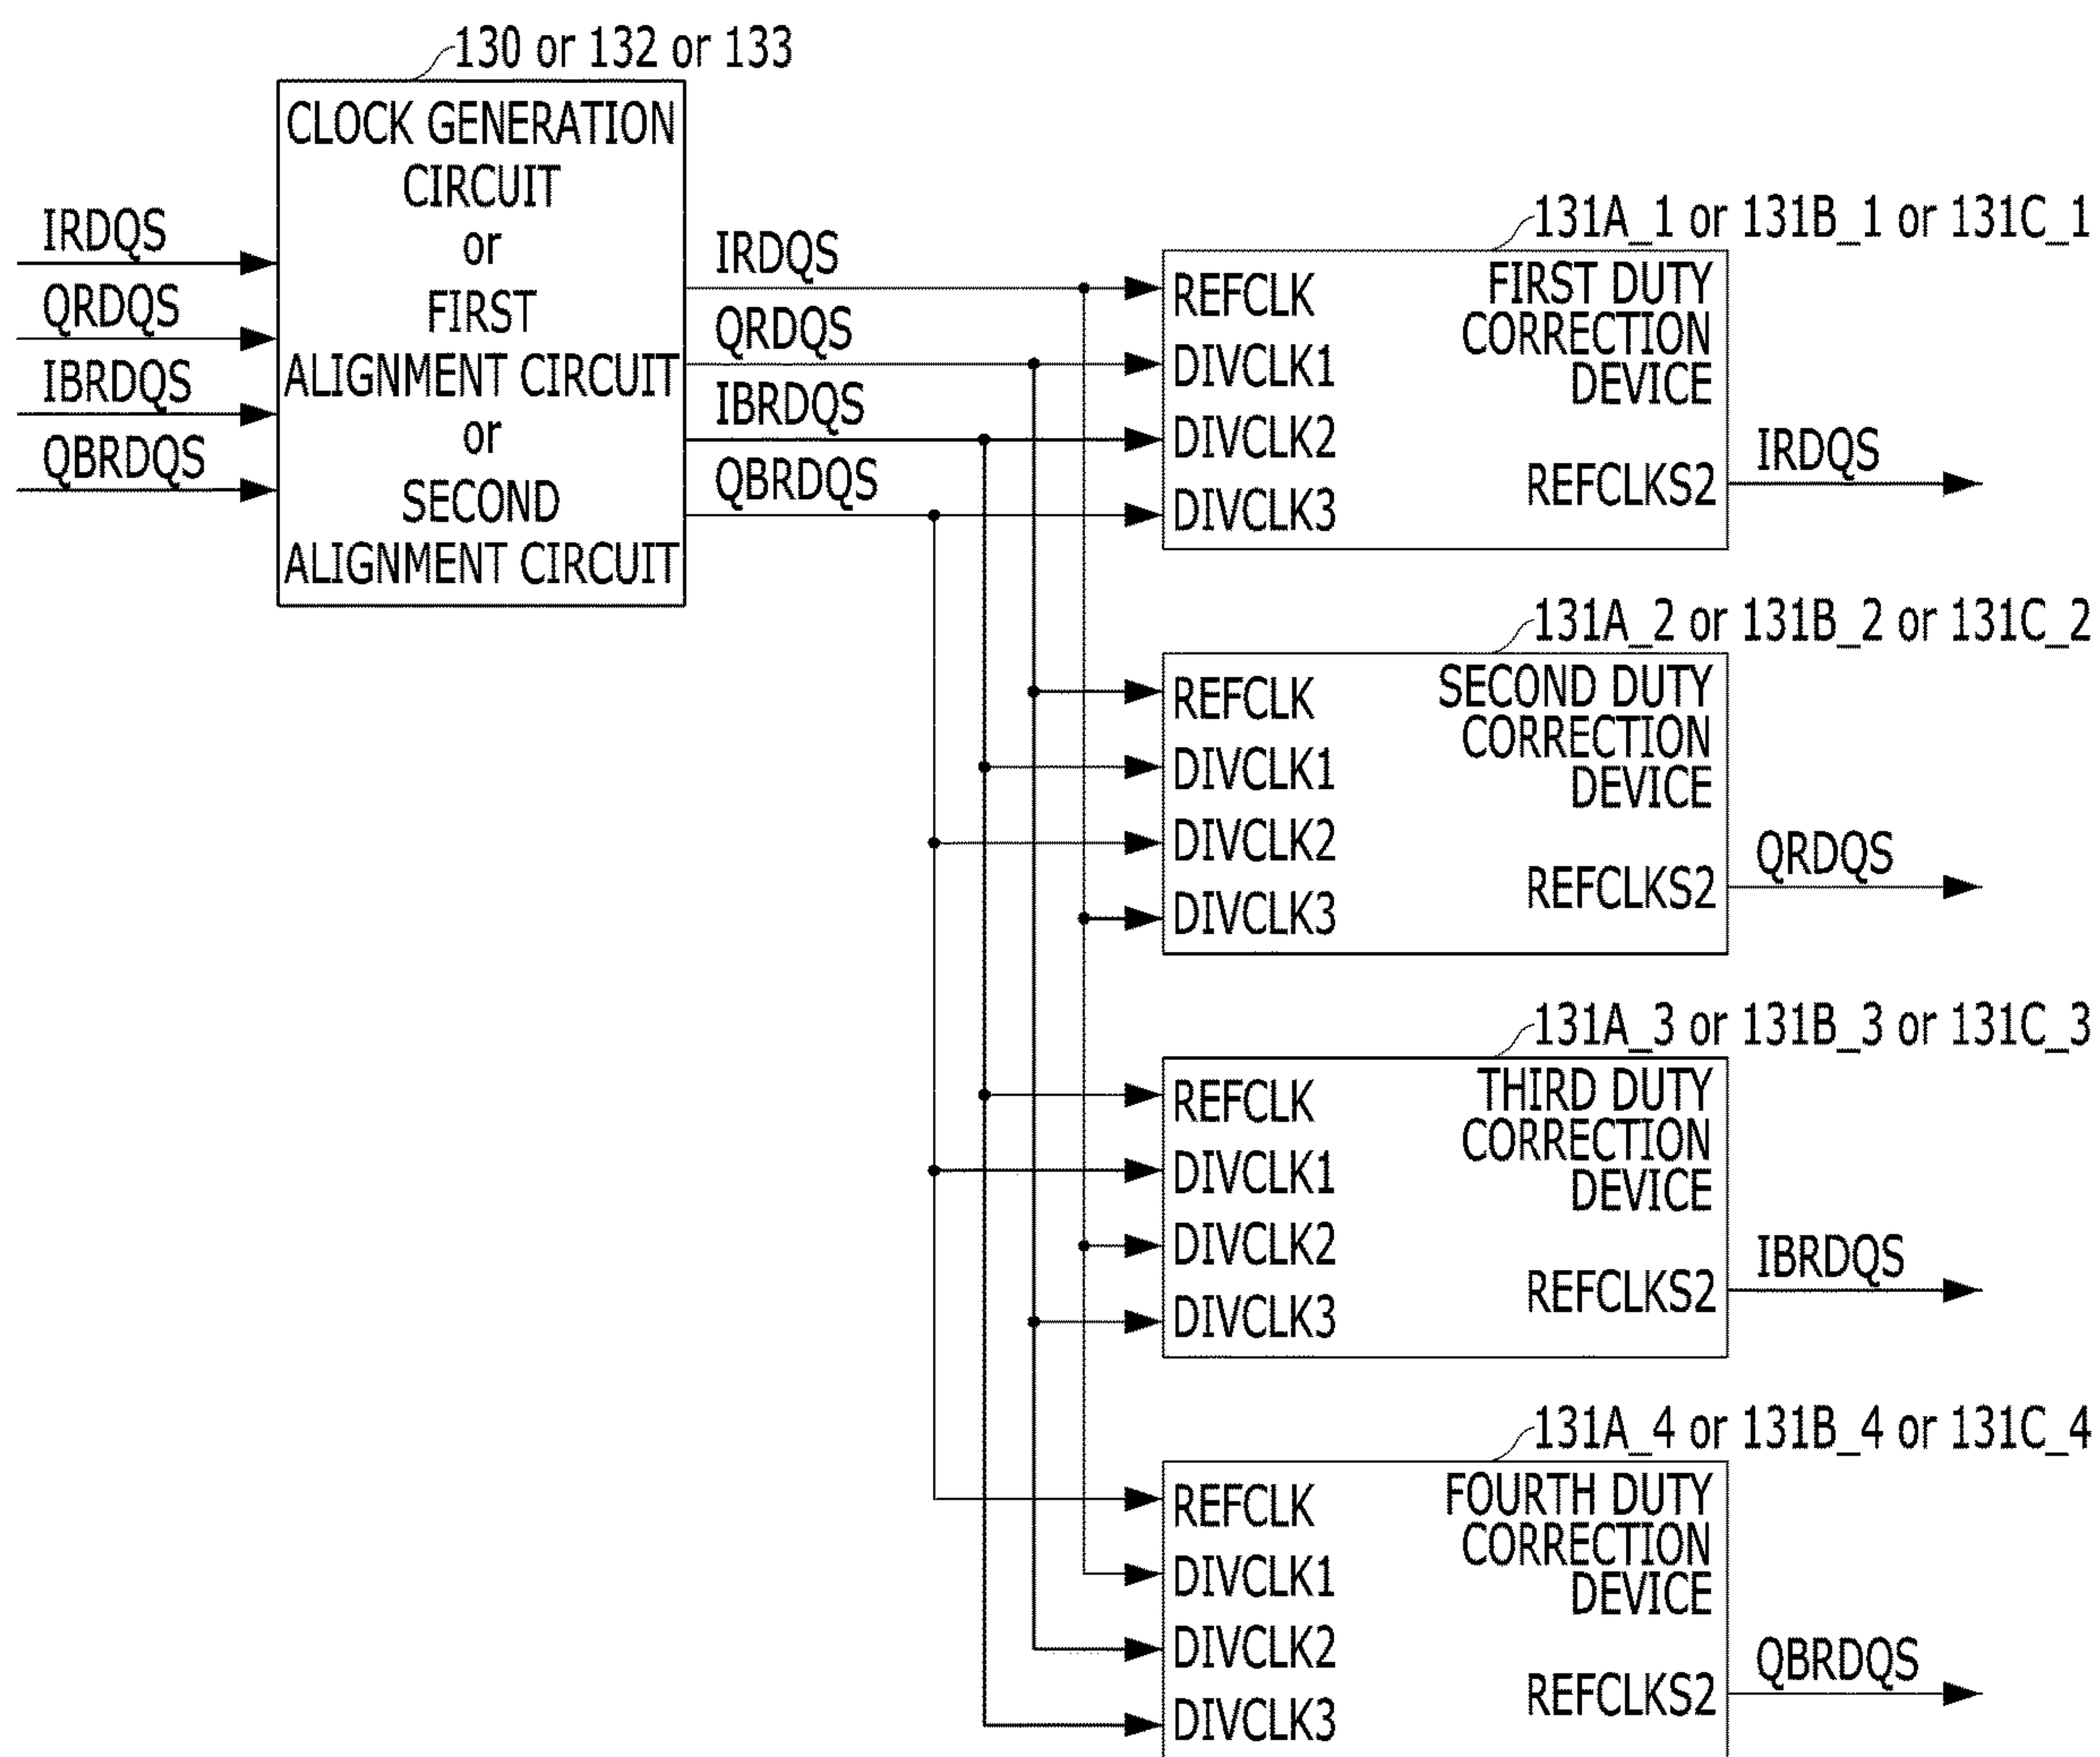 130 or 132 or 133
CLOCK GENERATION
CIRCUIT
or
FIRST
ALIGNMENT CIRCUIT
or
SECOND
ALIGNMENT CIRCUIT
IRDQS
QRDQS
IBRDQS
QBRDQS
IRDQS
QRDQS
IBRDQS
QBRDQS
131A_1 or 131B_1 or 131C_1
REFCLK
DIVCLK1
DIVCLK2
DIVCLK3
FIRST DUTY
CORRECTION
DEVICE
REFCLKS2
IRDQS
131A_2 or 131B_2 or 131C_2
REFCLK
DIVCLK1
DIVCLK2
DIVCLK3
SECOND DUTY
CORRECTION
DEVICE
REFCLKS2
QRDQS
131A_3 or 131B_3 or 131C_3
REFCLK
DIVCLK1
DIVCLK2
DIVCLK3
THIRD DUTY
CORRECTION
DEVICE
REFCLKS2
IBRDQS
131A_4 or 131B_4 or 131C_4
REFCLK
DIVCLK1
DIVCLK2
DIVCLK3
FOURTH DUTY
CORRECTION
DEVICE
REFCLKS2
QBRDQS